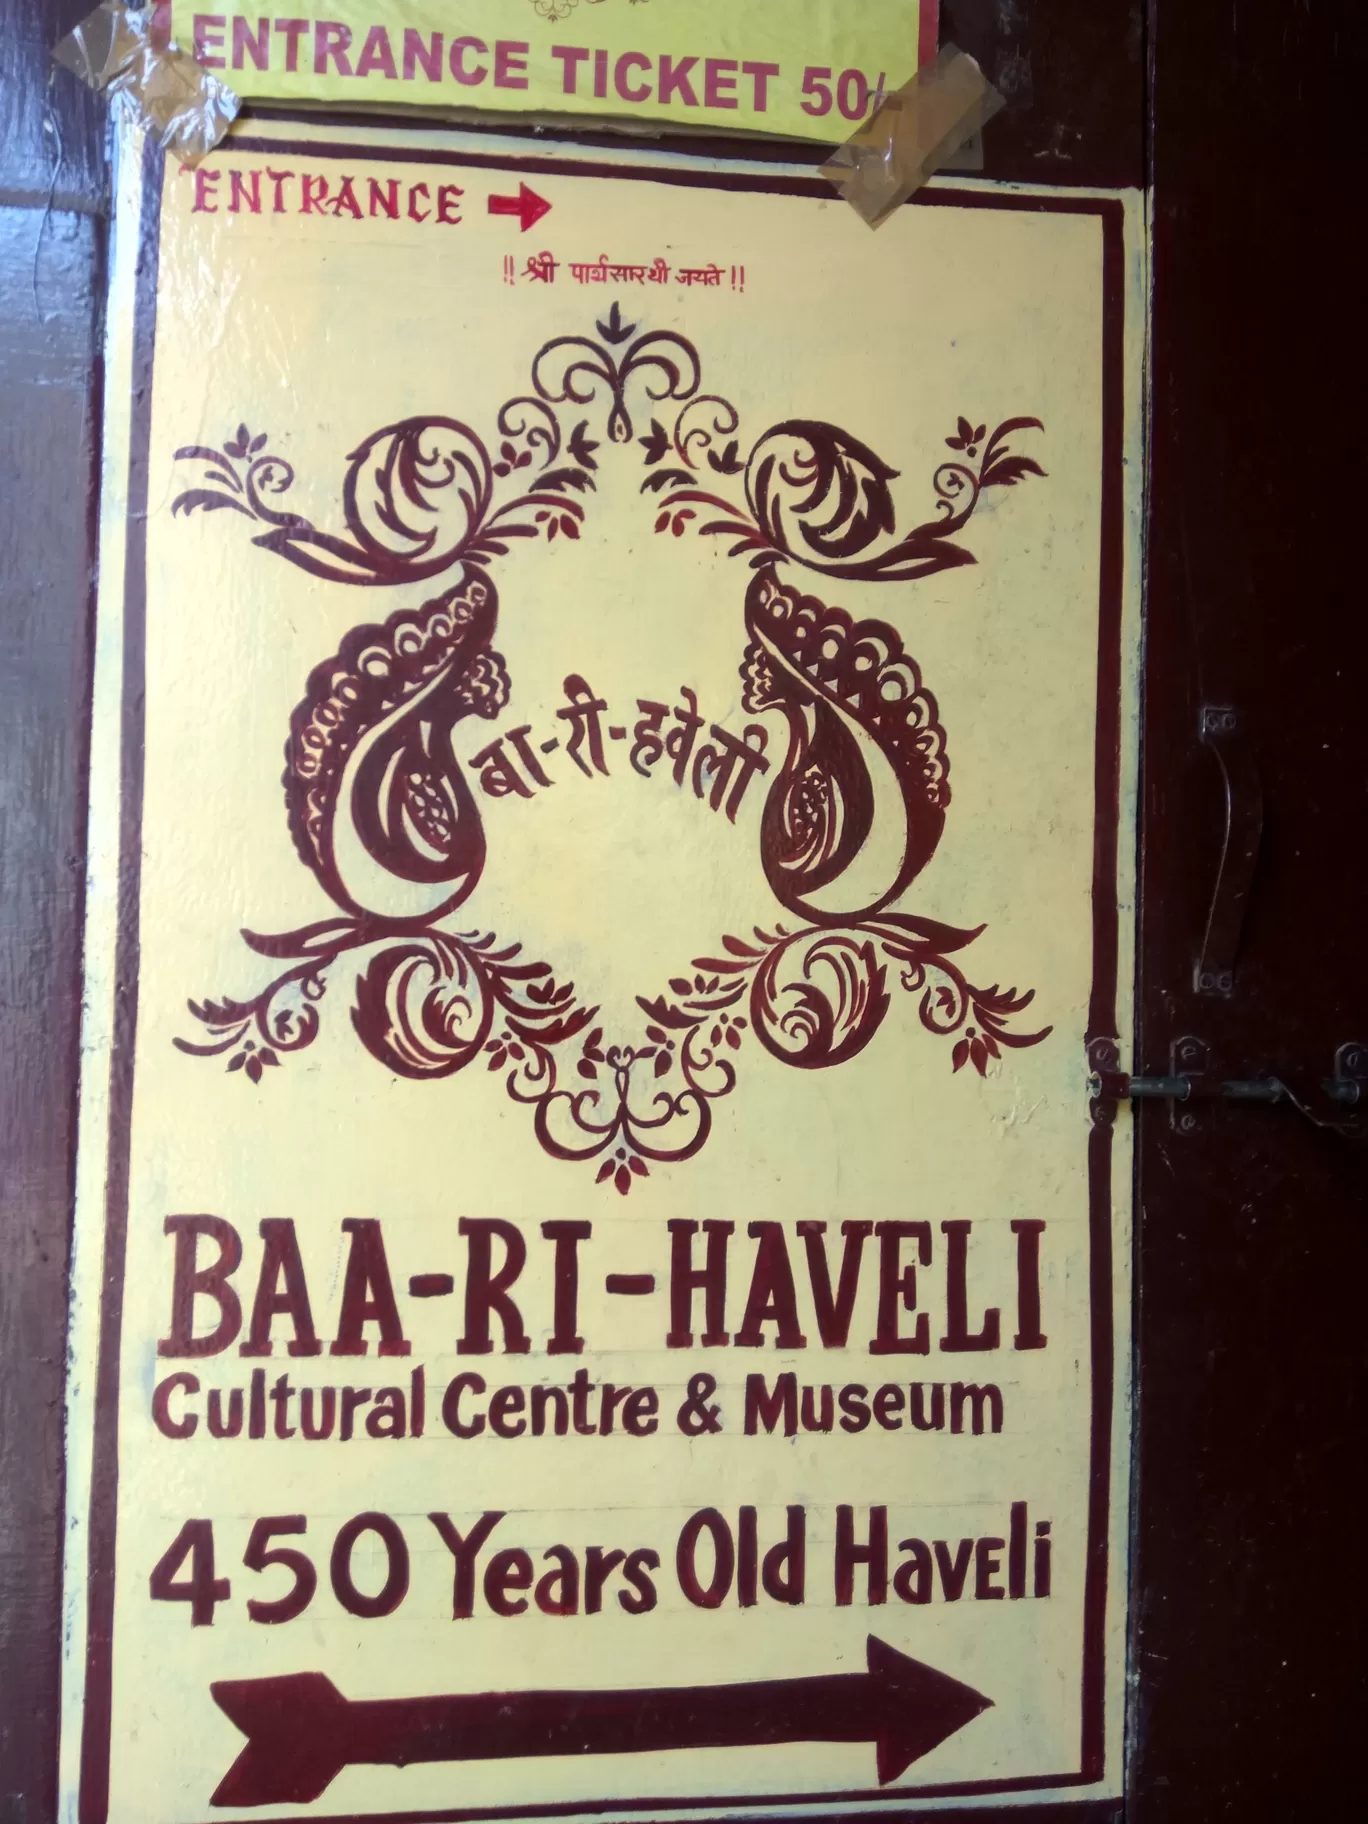 ENTRANCE TICKET 50/-
ENTRANCE
!! श्री पार्थसारथी जयते !!
बा-री-हवेली
BAA-RI-HAVELI
Cultural Centre & Museum
450 Years Old Haveli